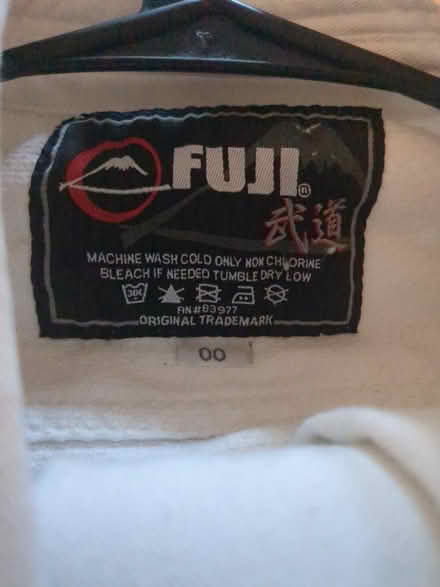 FUJI®
武道
MACHINE WASH COLD ONLY NON CHLORINE
BLEACH IF NEEDED TUMBLE DRY LOW
30C
RN#83977
ORIGINAL TRADEMARK
00